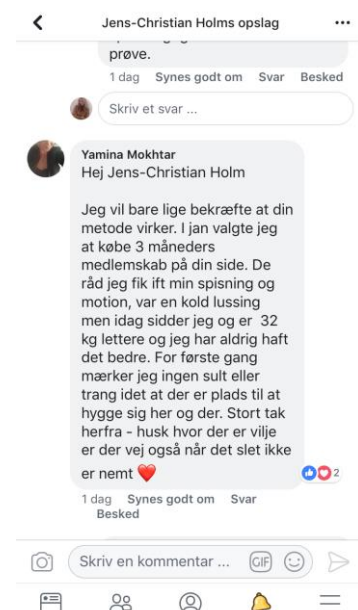 Jens-Christian Holms opslag
prøve.
1 dag Synes godt om Svar Besked
Skriv et svar ...
Yamina Mokhtar
Hej Jens-Christian Holm
Jeg vil bare lige bekræfte at din
metode virker. I jan valgte jeg
at købe 3 måneders
medlemskab på din side. De
råd jeg fik ift min spisning og
motion, var en kold lussing
men idag sidder jeg og er 32
kg lettere og jeg har aldrig haft
det bedre. For første gang
mærker jeg ingen sult eller
trang idet at der er plads til at
hygge sig her og der. Stort tak
herfra - husk hvor der er vilje
er der vej også når det slet ikke
er nemt ❤️
2
1 dag Synes godt om Svar
Besked
Skriv en kommentar ... GIF